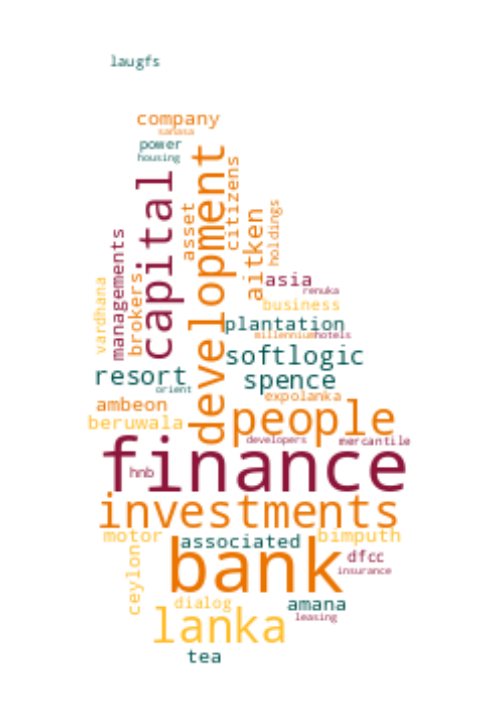 laugfs
company
sanasa
power
housing
development
capital
citizens
asset
holdings
aitken
managements
brokers
vardhana
asia
renuka
business
plantation
millennium
hotels
softlogic
resort
spence
orient
expolanka
ambeon
people
beruwala
developers
mercantile
finance
hnb
investments
motor
associated
bimputh
bank
dfcc
insurance
ceylon
dialog
amana
lanka
leasing
tea